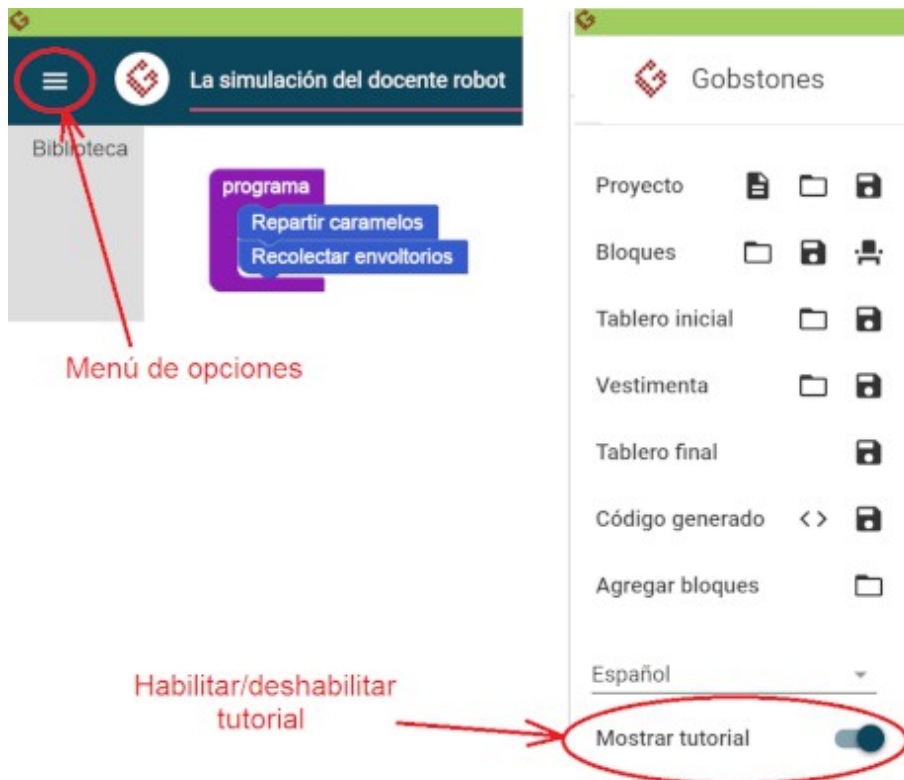 La simulación del docente robot
Biblioteca
programa
Repartir caramelos
Recolectar envoltorios
Menú de opciones
Habilitar/deshabilitar
tutorial
Gobstones
Proyecto
Bloques
Tablero inicial
Vestimenta
Tablero final
Código generado
Agregar bloques
Español
Mostrar tutorial